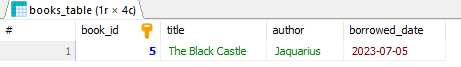 books_table (1r × 4c)
# book_id title author borrowed_date
1 5 The Black Castle Jaquarius 2023-07-05